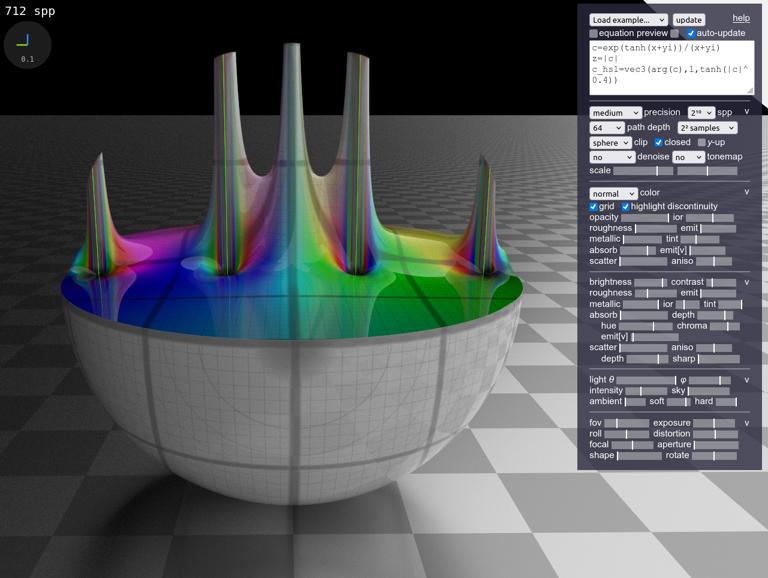 712 spp
0.1
Load example... update help
equation preview auto-update
c=exp(tanh(x+yi))/(x+yi)
z=|c|
c_hsl=vec3(arg(c),1,tanh(|c|^
0.4))
medium precision 2¹⁰ spp v
64 path depth 2² samples
sphere clip closed y-up
no denoise no tonemap
scale
normal color v
grid highlight discontinuity
opacity ior
roughness emit
metallic tint
absorb emit[v]
scatter aniso
brightness contrast v
roughness emit
metallic ior tint
absorb depth
hue chroma
emit[v]
scatter aniso
depth sharp
light θ φ v
intensity sky
ambient soft hard
fov exposure v
roll distortion
focal aperture
shape rotate